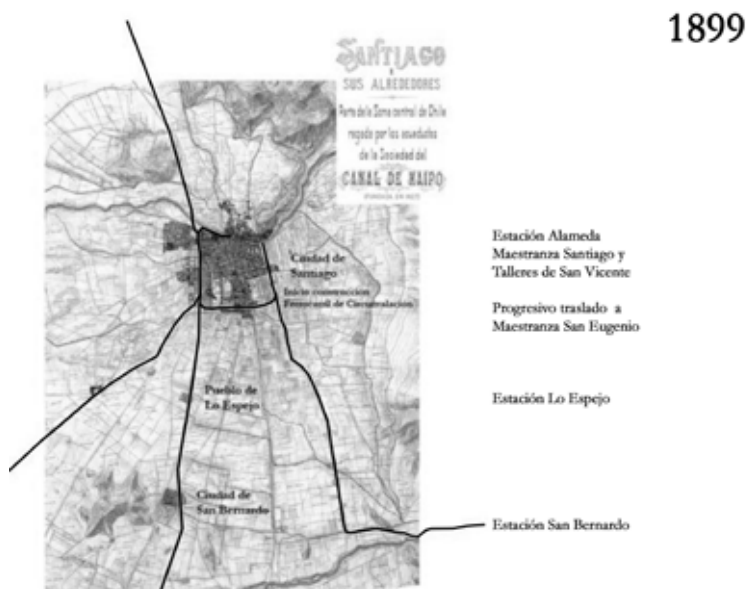 1899
SANTIAGO
Y
SUS ALREDEDORES
Parte de la Zona central de Chile
regado por los acueductos
de la Sociedad del
CANAL DE MAIPO
Estación Alameda
Maestranza Santiago y
Talleres de San Vicente
Ciudad de
Santiago
Inicio construcción
Ferrocarril de Circunvalación
Progresivo traslado a
Maestranza San Eugenio
Pueblo de
Lo Espejo
Estación Lo Espejo
Ciudad de
San Bernardo
Estación San Bernardo